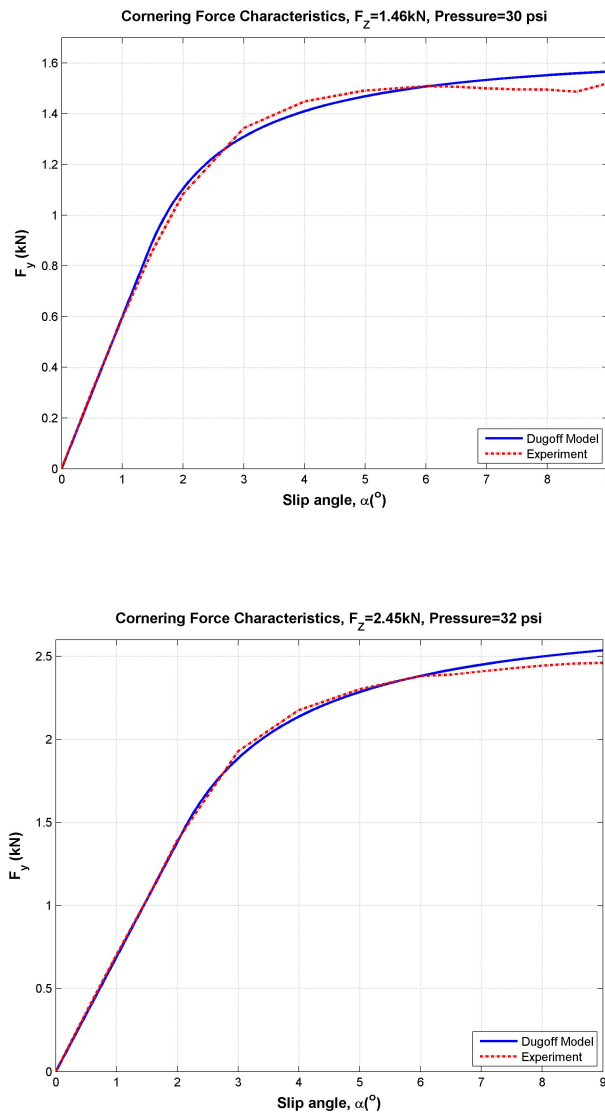 Cornering Force Characteristics, F_Z=1.46kN, Pressure=30 psi
1.6
1.4
1.2
1
0.8
0.6
0.4
0.2
0
F_y (kN)
Dugoff Model
Experiment
0 1 2 3 4 5 6 7 8
Slip angle, α(°)
Cornering Force Characteristics, F_Z=2.45kN, Pressure=32 psi
2.5
2
1.5
1
0.5
0
F_y (kN)
Dugoff Model
Experiment
0 1 2 3 4 5 6 7 8 9
Slip angle, α(°)